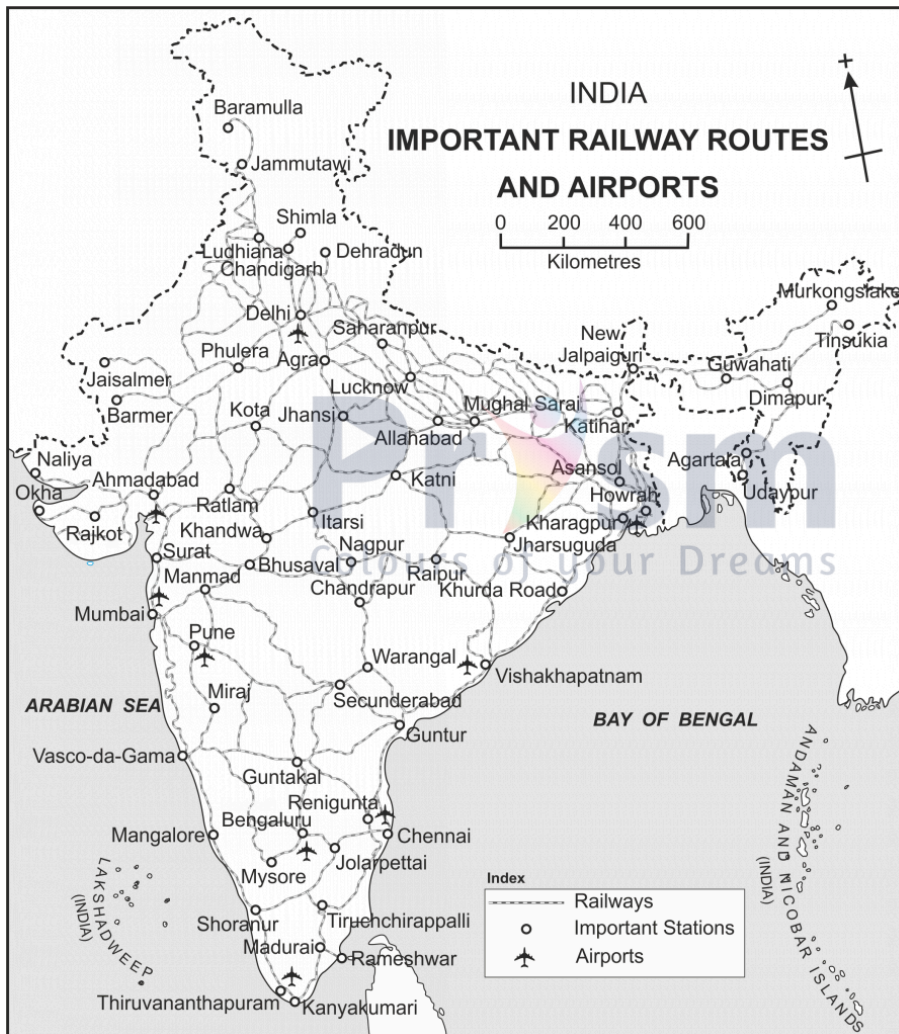 INDIA
IMPORTANT RAILWAY ROUTES
AND AIRPORTS
0 200 400 600
Kilometres
Baramulla
Jammutawi
Shimla
Ludhiana
Dehradun
Chandigarh
Delhi
Saharanpur
Murkongslake
New
Jalpaiguri
Tinsukia
Phulera
Agra
Guwahati
Jaisalmer
Lucknow
Dimapur
Barmer
Kota
Jhansi
Mughal Sarai
Allahabad
Katihar
Prism
Naliya
Asansol
Agartala
Okha
Ahmadabad
Katni
Udaypur
Ratlam
Howrah
Rajkot
Itarsi
Kharagpur
Khandwa
Jharsuguda
Surat
Nagpur
Colours of your Dreams
Manmad
Bhusaval
Raipur
Chandrapur
Khurda Road
Mumbai
Pune
Warangal
Vishakhapatnam
Miraj
Secunderabad
ARABIAN SEA
BAY OF BENGAL
Guntur
Vasco-da-Gama
Guntakal
Renigunta
Bengaluru
Mangalore
Chennai
Jolarpettai
Mysore
LAKSHADWEEP
(INDIA)
ANDAMAN AND NICOBAR ISLANDS
(INDIA)
Shoranur
Tiruchchirappalli
Madurai
Rameshwar
Thiruvananthapuram
Kanyakumari
Index
Railways
Important Stations
Airports